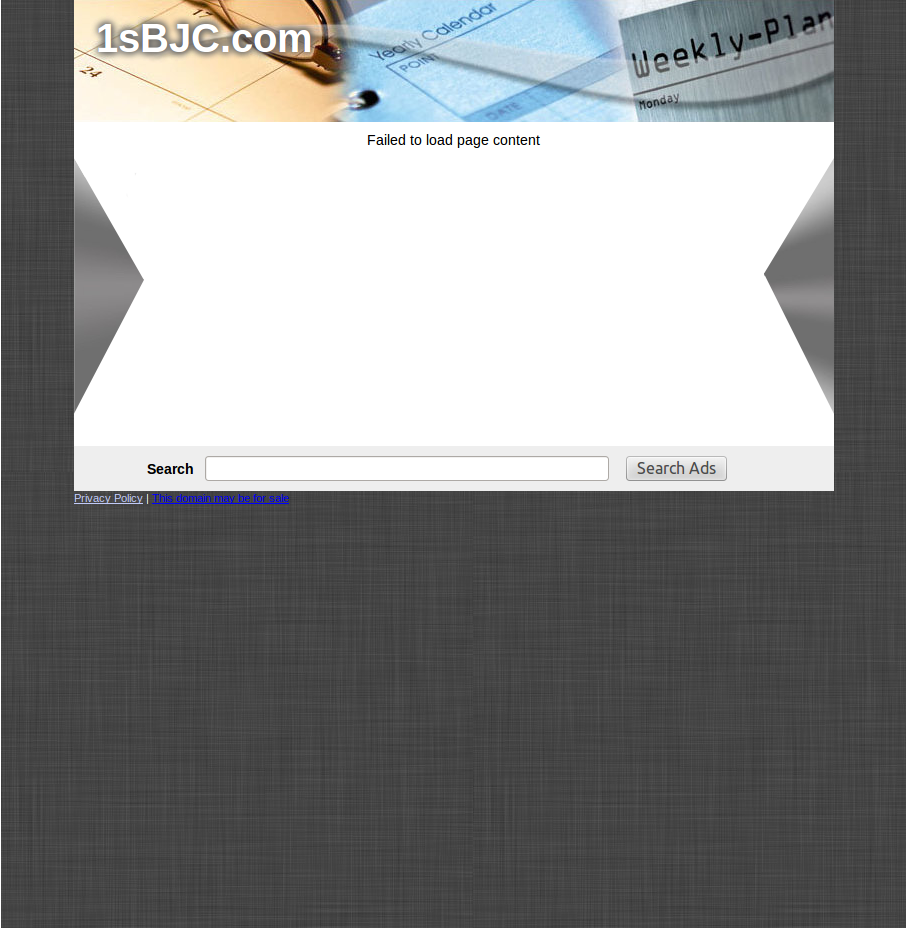 1sBJC.com
24
Yearly Calendar
POINT
DATE
Weekly-Plan
Monday
Failed to load page content
Search
Search Ads
Privacy Policy | This domain may be for sale